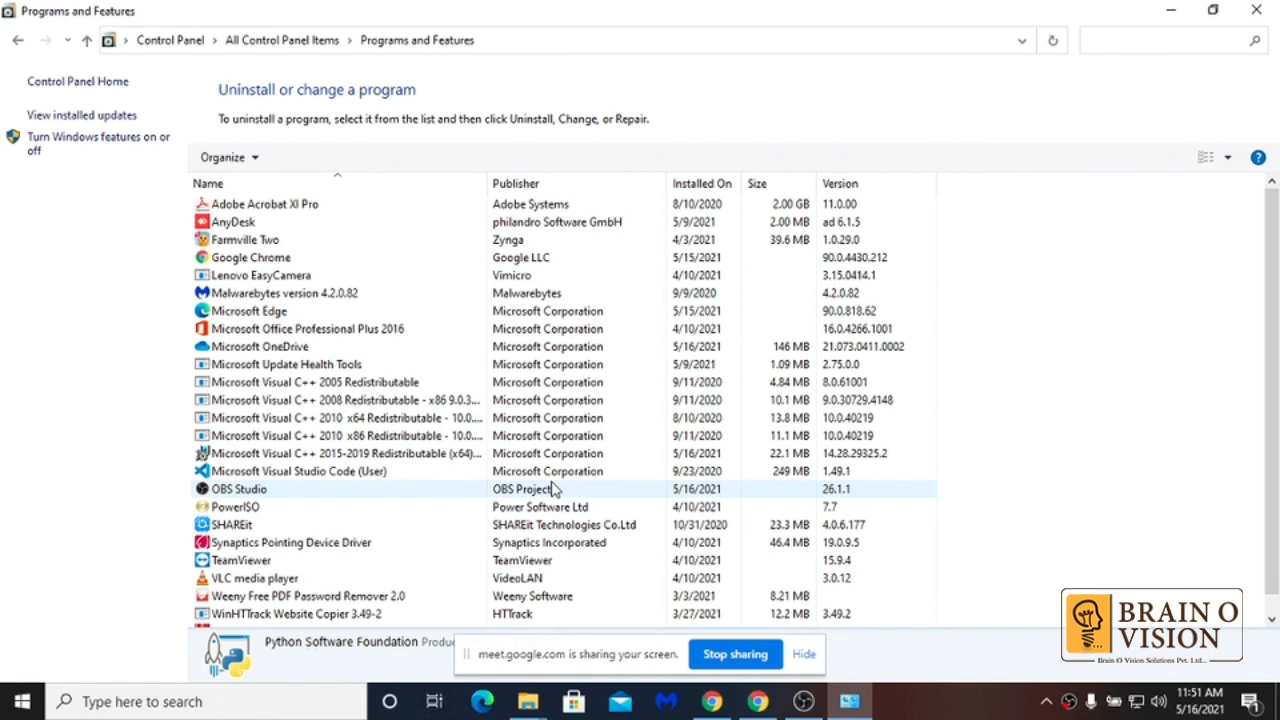 Programs and Features
Control Panel > All Control Panel Items > Programs and Features
Control Panel Home
View installed updates
Turn Windows features on or
off
Uninstall or change a program
To uninstall a program, select it from the list and then click Uninstall, Change, or Repair.
Organize
Name Publisher Installed On Size Version
Adobe Acrobat XI Pro Adobe Systems 8/10/2020 2.00 GB 11.0.00
AnyDesk philandro Software GmbH 5/9/2021 2.00 MB ad 6.1.5
Farmville Two Zynga 4/3/2021 39.6 MB 1.0.29.0
Google Chrome Google LLC 5/15/2021 90.0.4430.212
Lenovo EasyCamera Vimicro 4/10/2021 3.15.0414.1
Malwarebytes version 4.2.0.82 Malwarebytes 9/9/2020 4.2.0.82
Microsoft Edge Microsoft Corporation 5/15/2021 90.0.818.62
Microsoft Office Professional Plus 2016 Microsoft Corporation 4/10/2021 16.0.4266.1001
Microsoft OneDrive Microsoft Corporation 5/16/2021 146 MB 21.073.0411.0002
Microsoft Update Health Tools Microsoft Corporation 5/9/2021 1.09 MB 2.75.0.0
Microsoft Visual C++ 2005 Redistributable Microsoft Corporation 9/11/2020 4.84 MB 8.0.61001
Microsoft Visual C++ 2008 Redistributable - x86 9.0.3... Microsoft Corporation 9/11/2020 10.1 MB 9.0.30729.4148
Microsoft Visual C++ 2010 x64 Redistributable - 10.0.... Microsoft Corporation 8/10/2020 13.8 MB 10.0.40219
Microsoft Visual C++ 2010 x86 Redistributable - 10.0.... Microsoft Corporation 9/11/2020 11.1 MB 10.0.40219
Microsoft Visual C++ 2015-2019 Redistributable (x64)... Microsoft Corporation 5/16/2021 22.1 MB 14.28.29325.2
Microsoft Visual Studio Code (User) Microsoft Corporation 9/23/2020 249 MB 1.49.1
OBS Studio OBS Project 5/16/2021 26.1.1
PowerISO Power Software Ltd 4/10/2021 7.7
SHAREit SHAREit Technologies Co.Ltd 10/31/2020 23.3 MB 4.0.6.177
Synaptics Pointing Device Driver Synaptics Incorporated 4/10/2021 46.4 MB 19.0.9.5
TeamViewer TeamViewer 4/10/2021 15.9.4
VLC media player VideoLAN 4/10/2021 3.0.12
Weeny Free PDF Password Remover 2.0 Weeny Software 3/3/2021 8.21 MB
WinHTTrack Website Copier 3.49-2 HTTrack 3/27/2021 12.2 MB 3.49.2
Python Software Foundation Produc
meet.google.com is sharing your screen. Stop sharing Hide
BRAIN O
VISION
Brain O Vision Solutions Pvt. Ltd...
Type here to search
11:51 AM
5/16/2021
1